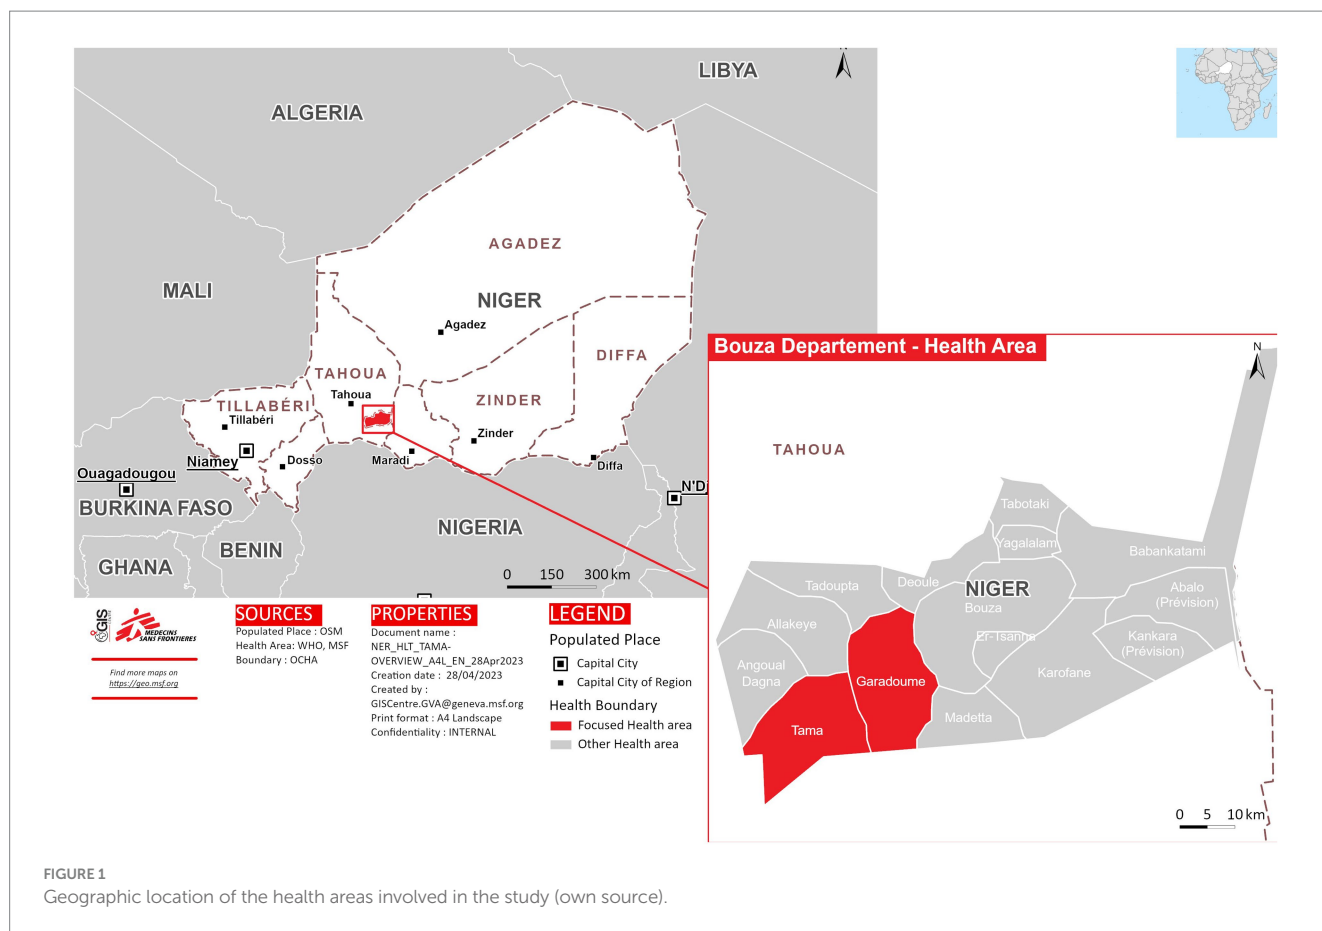 LIBYA
ALGERIA
AGADEZ
MALI
NIGER
Agadez
DIFFA
TAHOUA
Tahoua
ZINDER
TILLABÉRI
Tillabéri
Zinder
Niamey
Dosso
Maradi
Diffa
Ouagadougou
BURKINA FASO
NIGERIA
BENIN
GHANA
0 150 300 km
Bouza Departement - Health Area
N
TAHOUA
Tabotaki
Yagalalam
Babankatami
Tadoupta
Deoule
NIGER
Bouza
Abalo
(Prévision)
Allakeye
Er-Tsanne
Kankara
(Prévision)
Angoual
Dagna
Garadoume
Karofane
Tama
Madetta
0 5 10 km
GIS
MEDECINS
SANS FRONTIERES
Find more maps on
https://geo.msf.org
SOURCES
Populated Place : OSM
Health Area: WHO, MSF
Boundary : OCHA
PROPERTIES
Document name :
NER_HLT_TAMA-
OVERVIEW_A4L_EN_28Apr2023
Creation date : 28/04/2023
Created by :
GISCentre.GVA@geneva.msf.org
Print format : A4 Landscape
Confidentiality : INTERNAL
LEGEND
Populated Place
Capital City
Capital City of Region
Health Boundary
Focused Health area
Other Health area
FIGURE 1
Geographic location of the health areas involved in the study (own source).